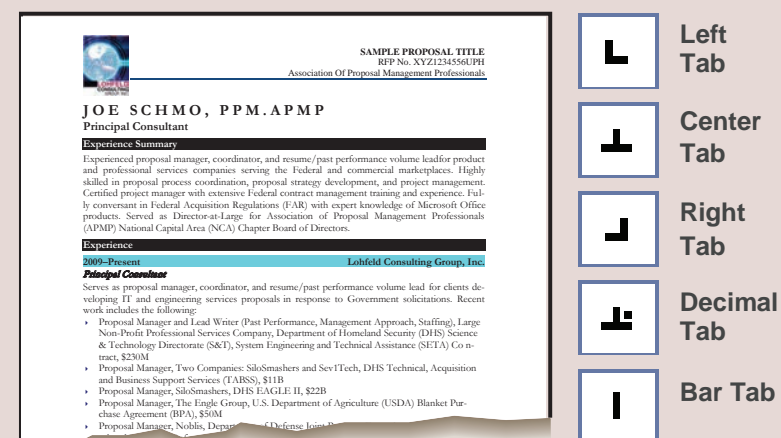 SAMPLE PROPOSAL TITLE
RFP No. XYZ1234556UPH
Association Of Proposal Management Professionals
LOHFELD
CONSULTING
GROUP, INC.
JOE SCHMO, PPM.APMP
Principal Consultant
Experience Summary
Experienced proposal manager, coordinator, and resume/past performance volume leadfor product
and professional services companies serving the Federal and commercial marketplaces. Highly
skilled in proposal process coordination, proposal strategy development, and project management.
Certified project manager with extensive Federal contract management training and experience. Ful-
ly conversant in Federal Acquisition Regulations (FAR) with expert knowledge of Microsoft Office
products. Served as Director-at-Large for Association of Proposal Management Professionals
(APMP) National Capital Area (NCA) Chapter Board of Directors.
Experience
2009–Present Lohfeld Consulting Group, Inc.
Principal Consultant
Serves as proposal manager, coordinator, and resume/past performance volume lead for clients de-
veloping IT and engineering services proposals in response to Government solicitations. Recent
work includes the following:
Proposal Manager and Lead Writer (Past Performance, Management Approach, Staffing), Large
Non-Profit Professional Services Company, Department of Homeland Security (DHS) Science
& Technology Directorate (S&T), System Engineering and Technical Assistance (SETA) Co n-
tract, $230M
Proposal Manager, Two Companies: SiloSmashers and Sev1Tech, DHS Technical, Acquisition
and Business Support Services (TABSS), $11B
Proposal Manager, SiloSmashers, DHS EAGLE II, $22B
Proposal Manager, The Engle Group, U.S. Department of Agriculture (USDA) Blanket Pur-
chase Agreement (BPA), $50M
Proposal Manager, Noblis, of Defense Joint
Left
Tab
Center
Tab
Right
Tab
Decimal
Tab
Bar Tab